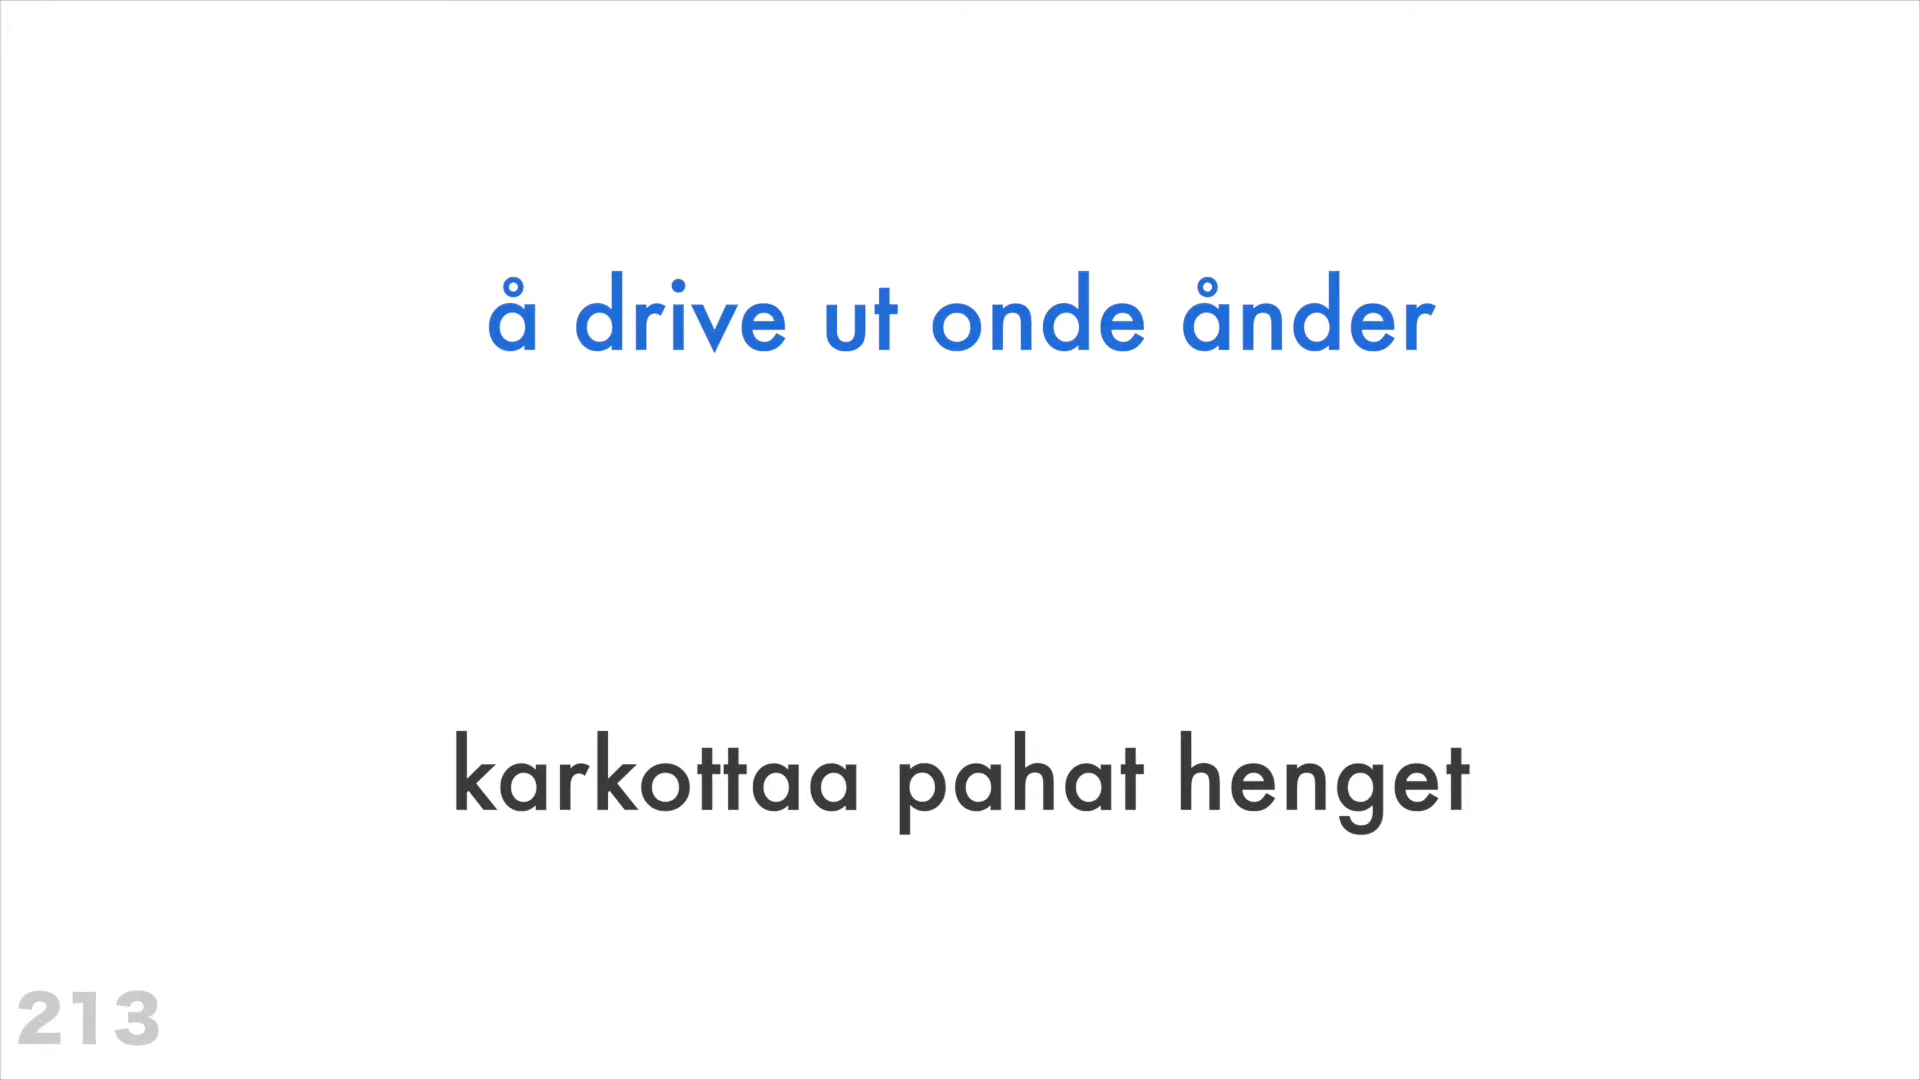 å drive ut onde ånder
karkottaa pahat henget
213